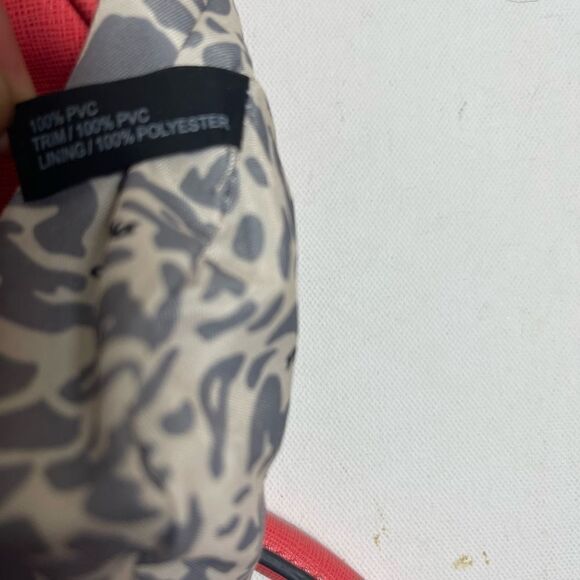 100% PVC
TRIM / 100% PVC
LINING / 100% POLYESTER